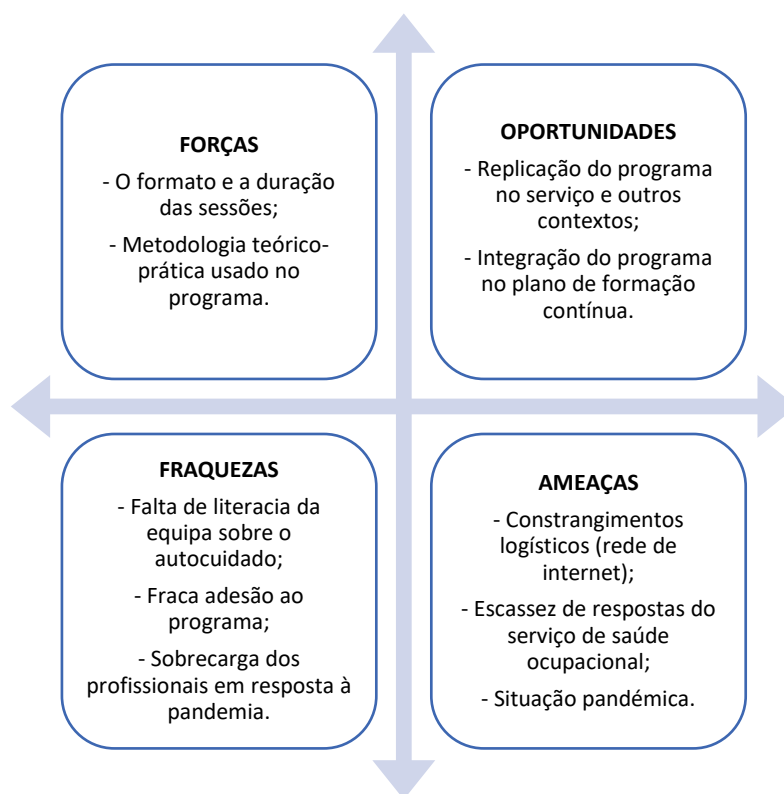 FORÇAS
- O formato e a duração
das sessões;
- Metodologia teórico-
prática usado no
programa.
OPORTUNIDADES
- Replicação do programa
no serviço e outros
contextos;
- Integração do programa
no plano de formação
contínua.
FRAQUEZAS
- Falta de literacia da
equipa sobre o
autocuidado;
- Fraca adesão ao
programa;
- Sobrecarga dos
profissionais em resposta à
pandemia.
AMEAÇAS
- Constrangimentos
logísticos (rede de
internet);
- Escassez de respostas do
serviço de saúde
ocupacional;
- Situação pandémica.